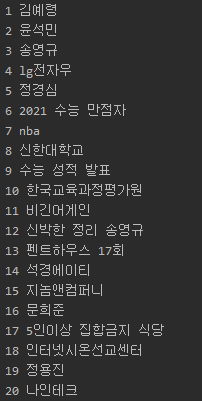 1 김예령
2 윤석민
3 송영규
4 lg전자우
5 정경심
6 2021 수능 만점자
7 nba
8 신한대학교
9 수능 성적 발표
10 한국교육과정평가원
11 비긴어게인
12 신박한 정리 송영규
13 펜트하우스 17회
14 석경에이티
15 지놈앤컴퍼니
16 문희준
17 5인이상 집합금지 식당
18 인터넷시온선교센터
19 정용진
20 나인테크